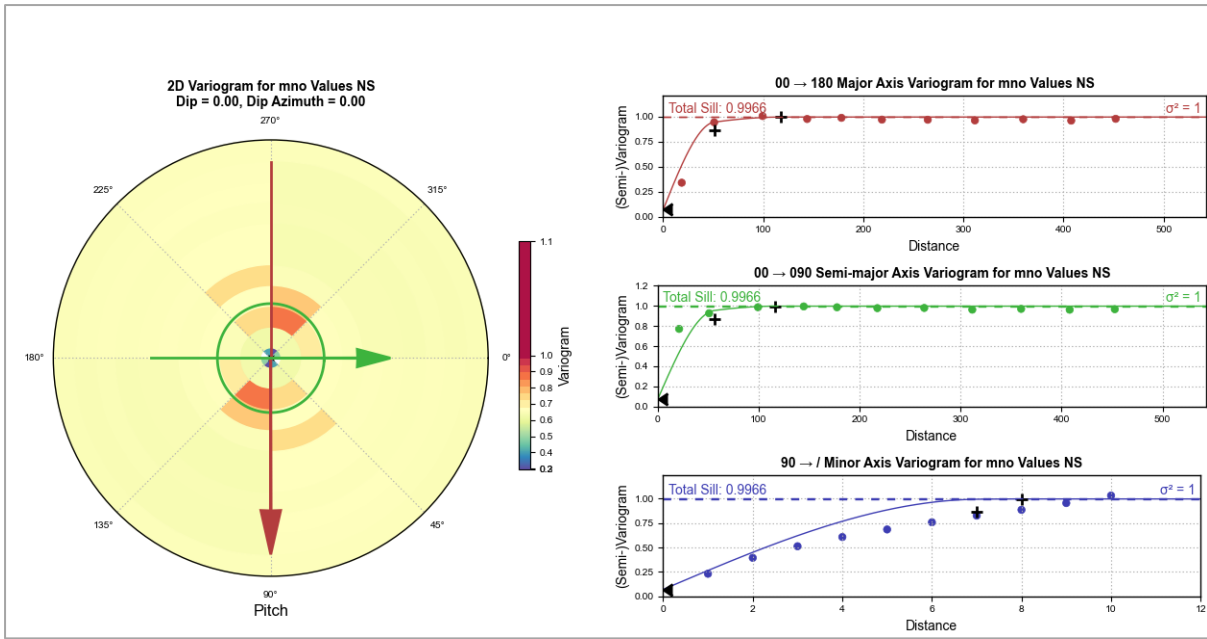 2D Variogram for mno Values NS
Dip = 0.00, Dip Azimuth = 0.00
270°
225°
315°
180°
0°
135°
45°
90°
Pitch
1.1
1.0
0.9
0.8
0.7
0.6
0.5
0.4
0.3
Variogram
00 → 180 Major Axis Variogram for mno Values NS
Total Sill: 0.9966
σ² = 1
1.00
0.75
0.50
0.25
0.00
(Semi-)Variogram
0 100 200 300 400 500
Distance
00 → 090 Semi-major Axis Variogram for mno Values NS
Total Sill: 0.9966
σ² = 1
1.2
1.0
0.8
0.6
0.4
0.2
0.0
(Semi-)Variogram
0 100 200 300 400 500
Distance
90 → / Minor Axis Variogram for mno Values NS
Total Sill: 0.9966
σ² = 1
1.00
0.75
0.50
0.25
0.00
(Semi-)Variogram
0 2 4 6 8 10 12
Distance